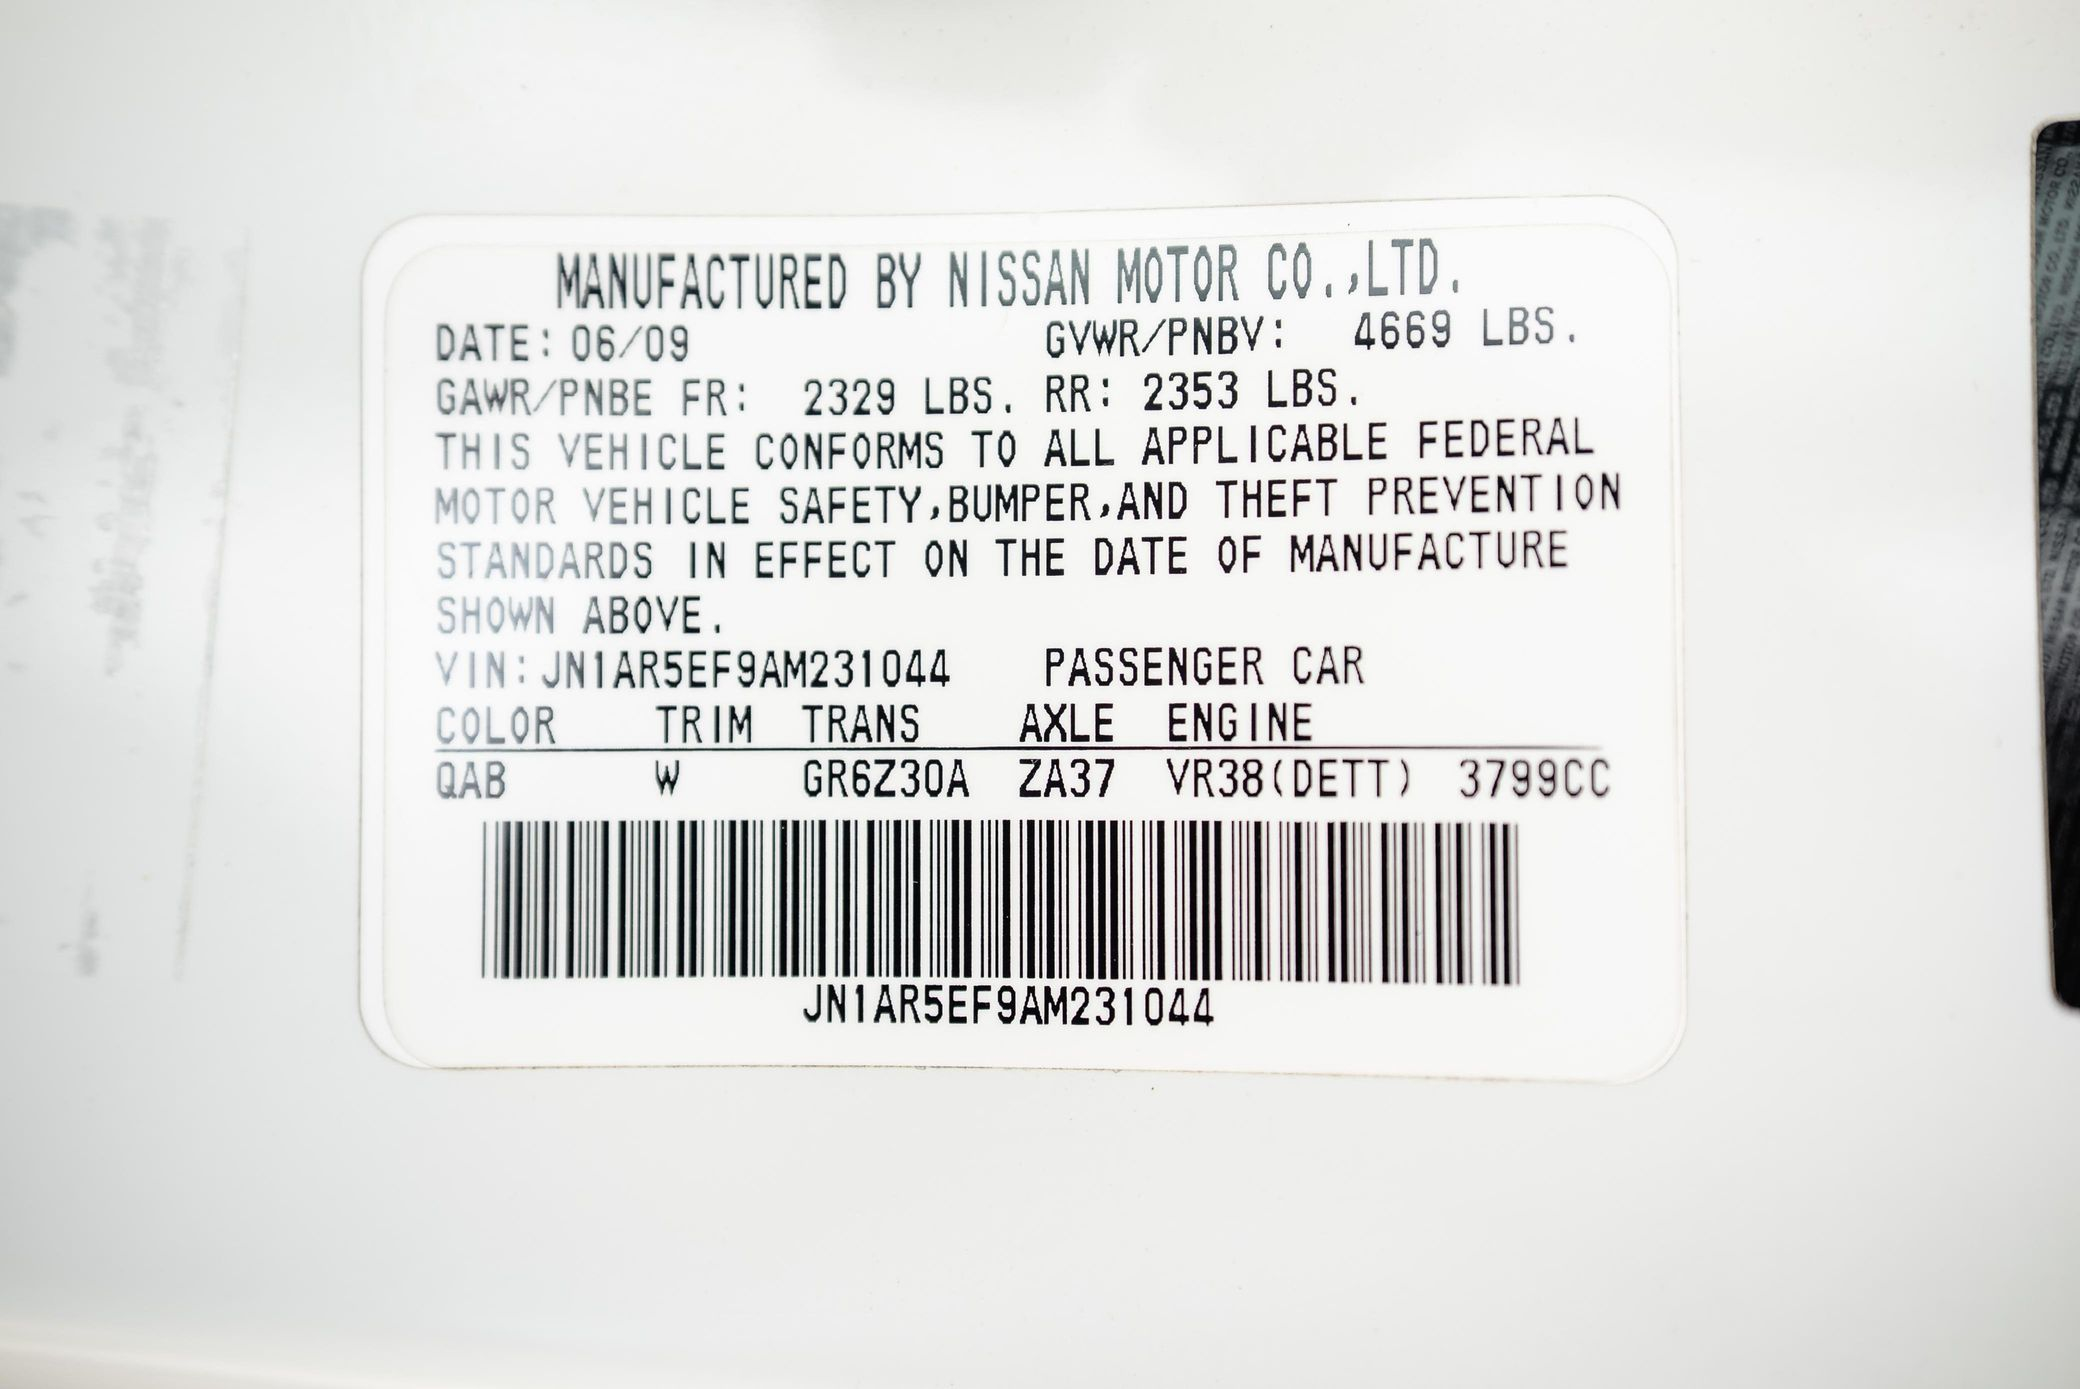 MANUFACTURED BY NISSAN MOTOR CO.,LTD.
DATE: 06/09 GVWR/PNBV: 4669 LBS.
GAWR/PNBE FR: 2329 LBS. RR: 2353 LBS.
THIS VEHICLE CONFORMS TO ALL APPLICABLE FEDERAL
MOTOR VEHICLE SAFETY,BUMPER,AND THEFT PREVENTION
STANDARDS IN EFFECT ON THE DATE OF MANUFACTURE
SHOWN ABOVE.
VIN:JN1AR5EF9AM231044 PASSENGER CAR
COLOR TRIM TRANS AXLE ENGINE
QAB W GR6Z30A ZA37 VR38(DETT) 3799CC
JN1AR5EF9AM231044